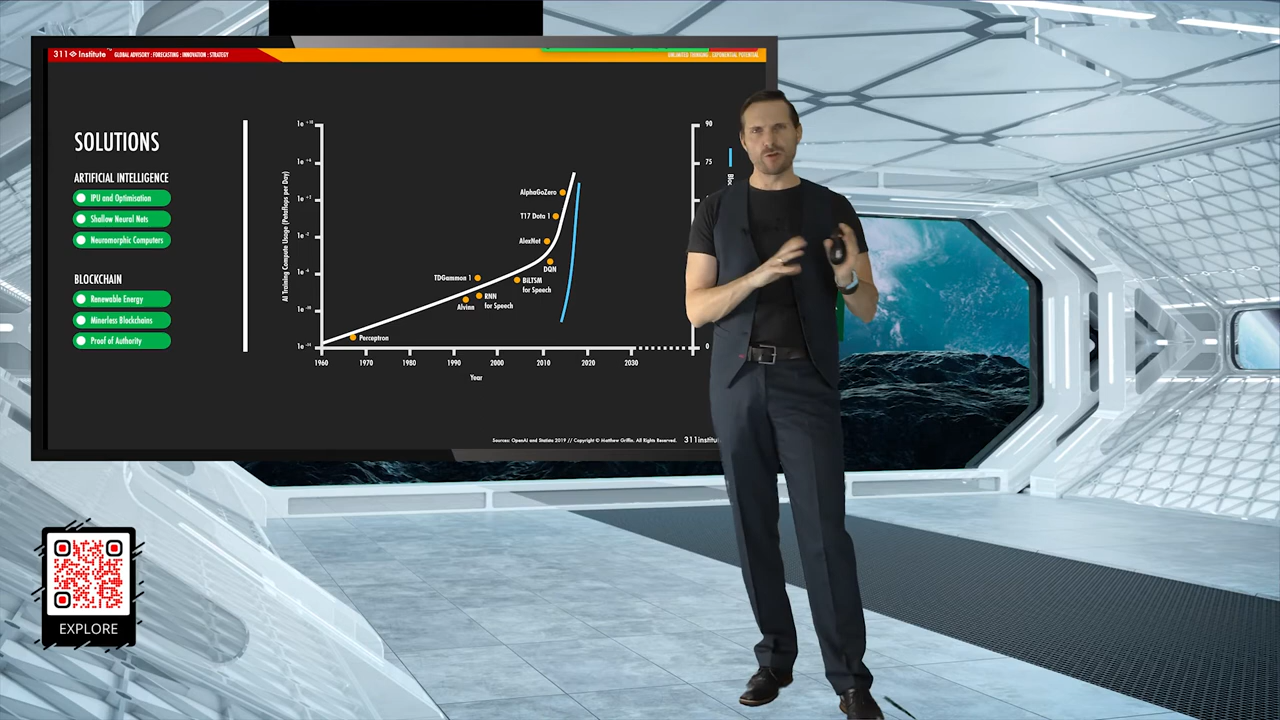 311 Institute
GLOBAL ADVISORY : FORECASTING : INNOVATION : STRATEGY
UNLIMITED THINKING . EXPONENTIAL POTENTIAL
SOLUTIONS
ARTIFICIAL INTELLIGENCE
IPU and Optimisation
Shallow Neural Nets
Neuromorphic Computers
BLOCKCHAIN
Renewable Energy
Minerless Blockchains
Proof of Authority
AI Training Compute Usage (Petaflops per Day)
AlphaGoZero
T17 Dota 1
AlexNet
DQN
TDGammon 1
BiLTSM
for Speech
Alvinn
RNN
for Speech
Perceptron
90
75
0
Bloc
1960 1970 1980 1990 2000 2010 2020 2030
Year
Sources: OpenAI and Statista 2019 // Copyright © Matthew Griffin. All Rights Reserved.
311institu
EXPLORE